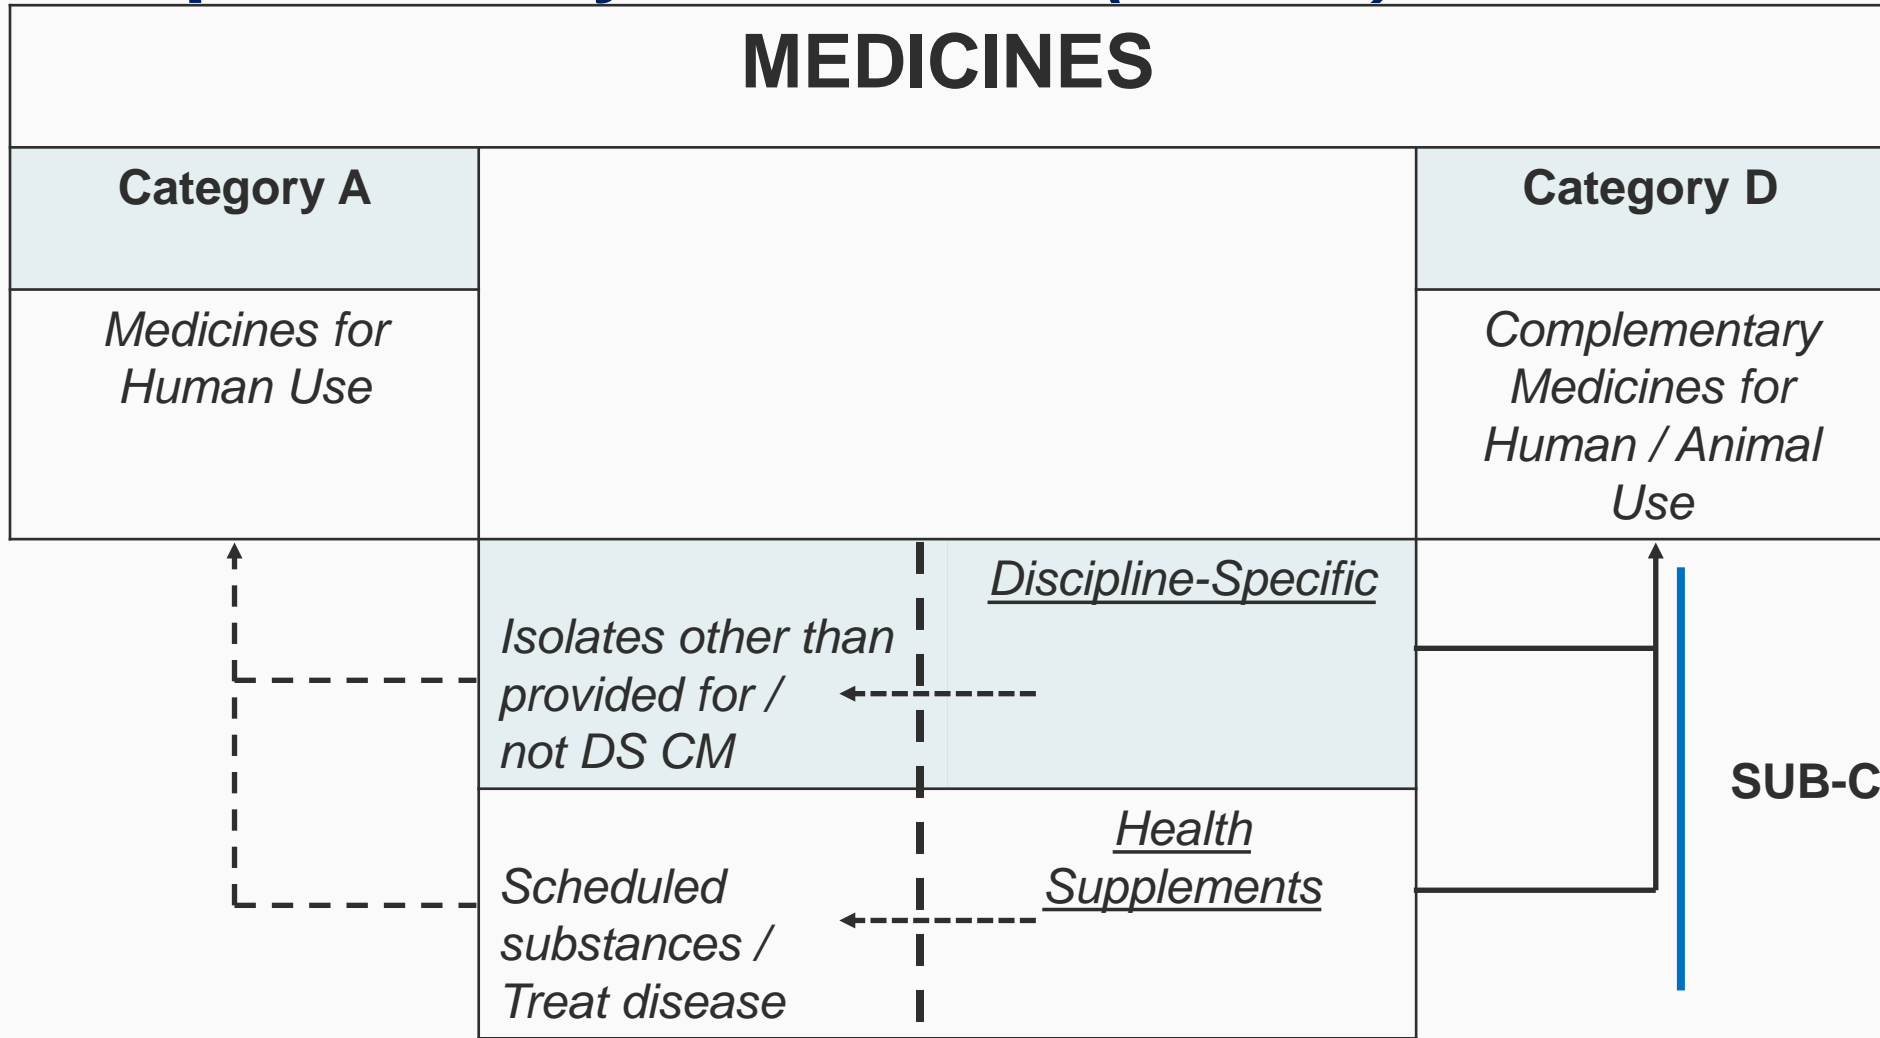 MEDICINES
Category A
Category D
Medicines for
Human Use
Complementary
Medicines for
Human / Animal
Use
Discipline-Specific
Isolates other than
provided for /
not DS CM
SUB-C
Health
Supplements
Scheduled
substances /
Treat disease